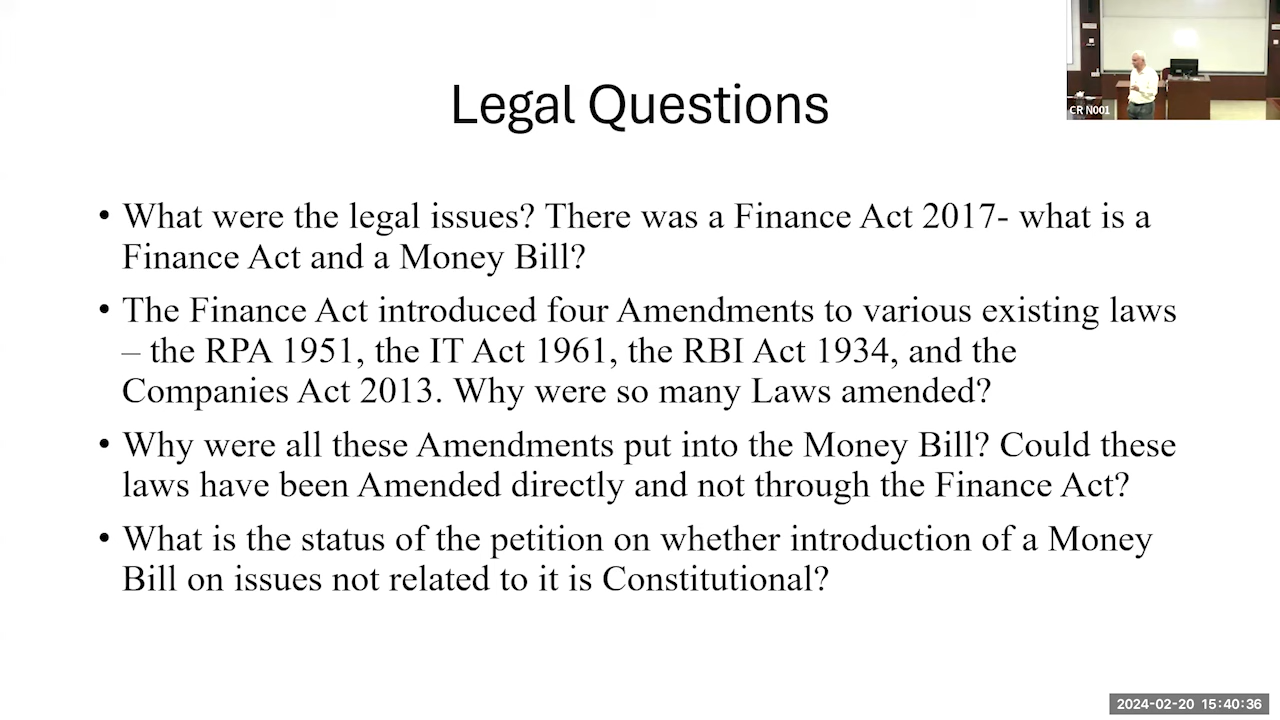 CR N001
Legal Questions
• What were the legal issues? There was a Finance Act 2017- what is a
Finance Act and a Money Bill?
• The Finance Act introduced four Amendments to various existing laws
– the RPA 1951, the IT Act 1961, the RBI Act 1934, and the
Companies Act 2013. Why were so many Laws amended?
• Why were all these Amendments put into the Money Bill? Could these
laws have been Amended directly and not through the Finance Act?
• What is the status of the petition on whether introduction of a Money
Bill on issues not related to it is Constitutional?
2024-02-20 15:40:36